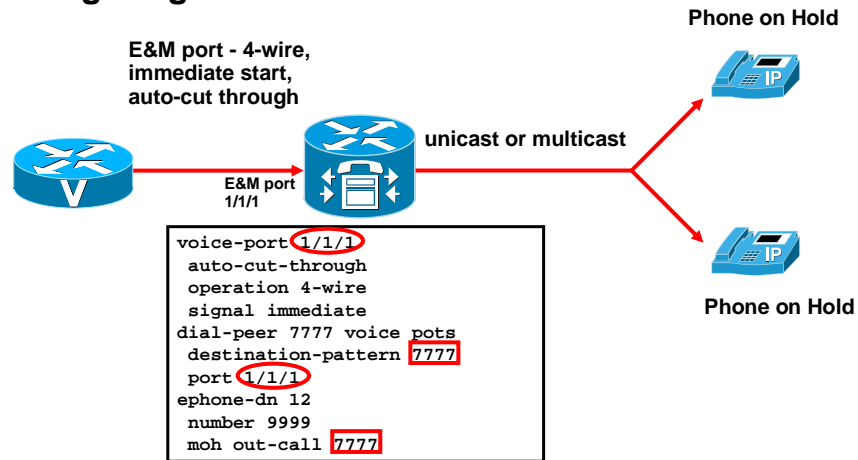 Phone on Hold
E&M port - 4-wire,
immediate start,
auto-cut through
IP
unicast or multicast
V
E&M port
1/1/1
voice-port 1/1/1
auto-cut-through
operation 4-wire
signal immediate
dial-peer 7777 voice pots
destination-pattern 7777
port 1/1/1
ephone-dn 12
number 9999
moh out-call 7777
IP
Phone on Hold